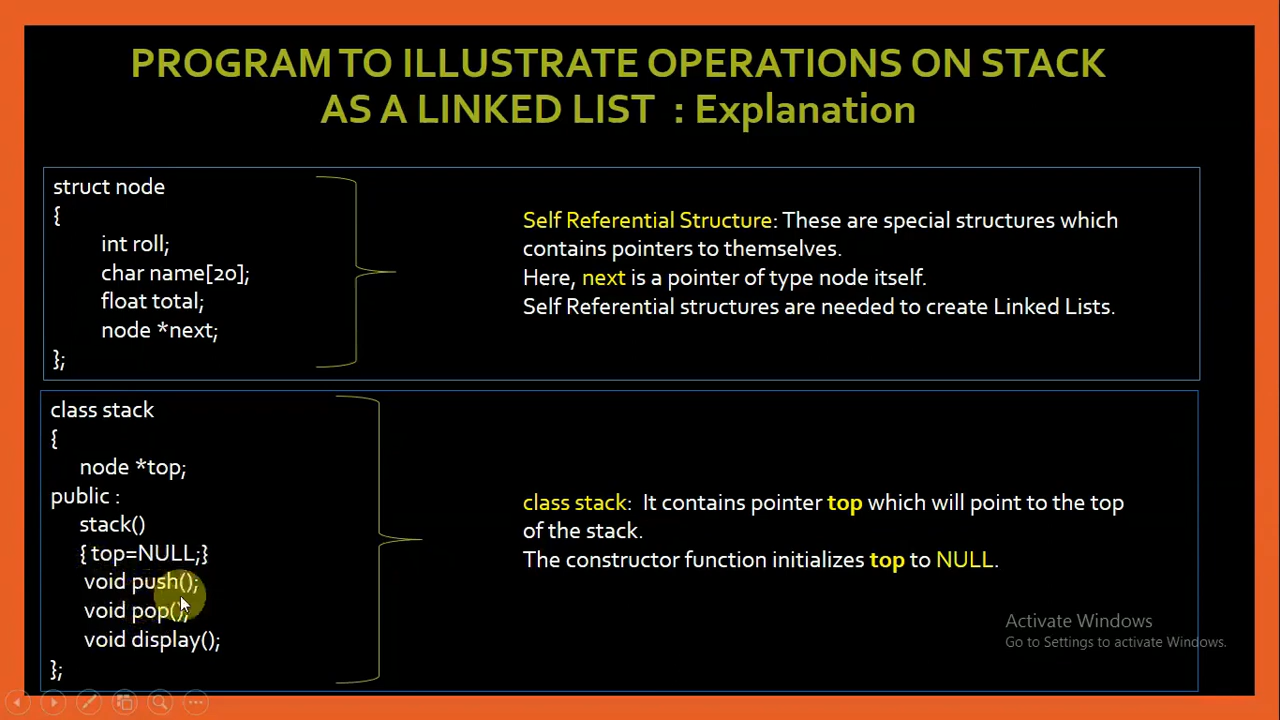 PROGRAM TO ILLUSTRATE OPERATIONS ON STACK
AS A LINKED LIST : Explanation
struct node
{
int roll;
char name[20];
float total;
node *next;
};
Self Referential Structure: These are special structures which
contains pointers to themselves.
Here, next is a pointer of type node itself.
Self Referential structures are needed to create Linked Lists.
class stack
{
node *top;
public :
stack()
{ top=NULL;}
void push();
void pop();
void display();
};
class stack: It contains pointer top which will point to the top
of the stack.
The constructor function initializes top to NULL.
Activate Windows
Go to Settings to activate Windows.